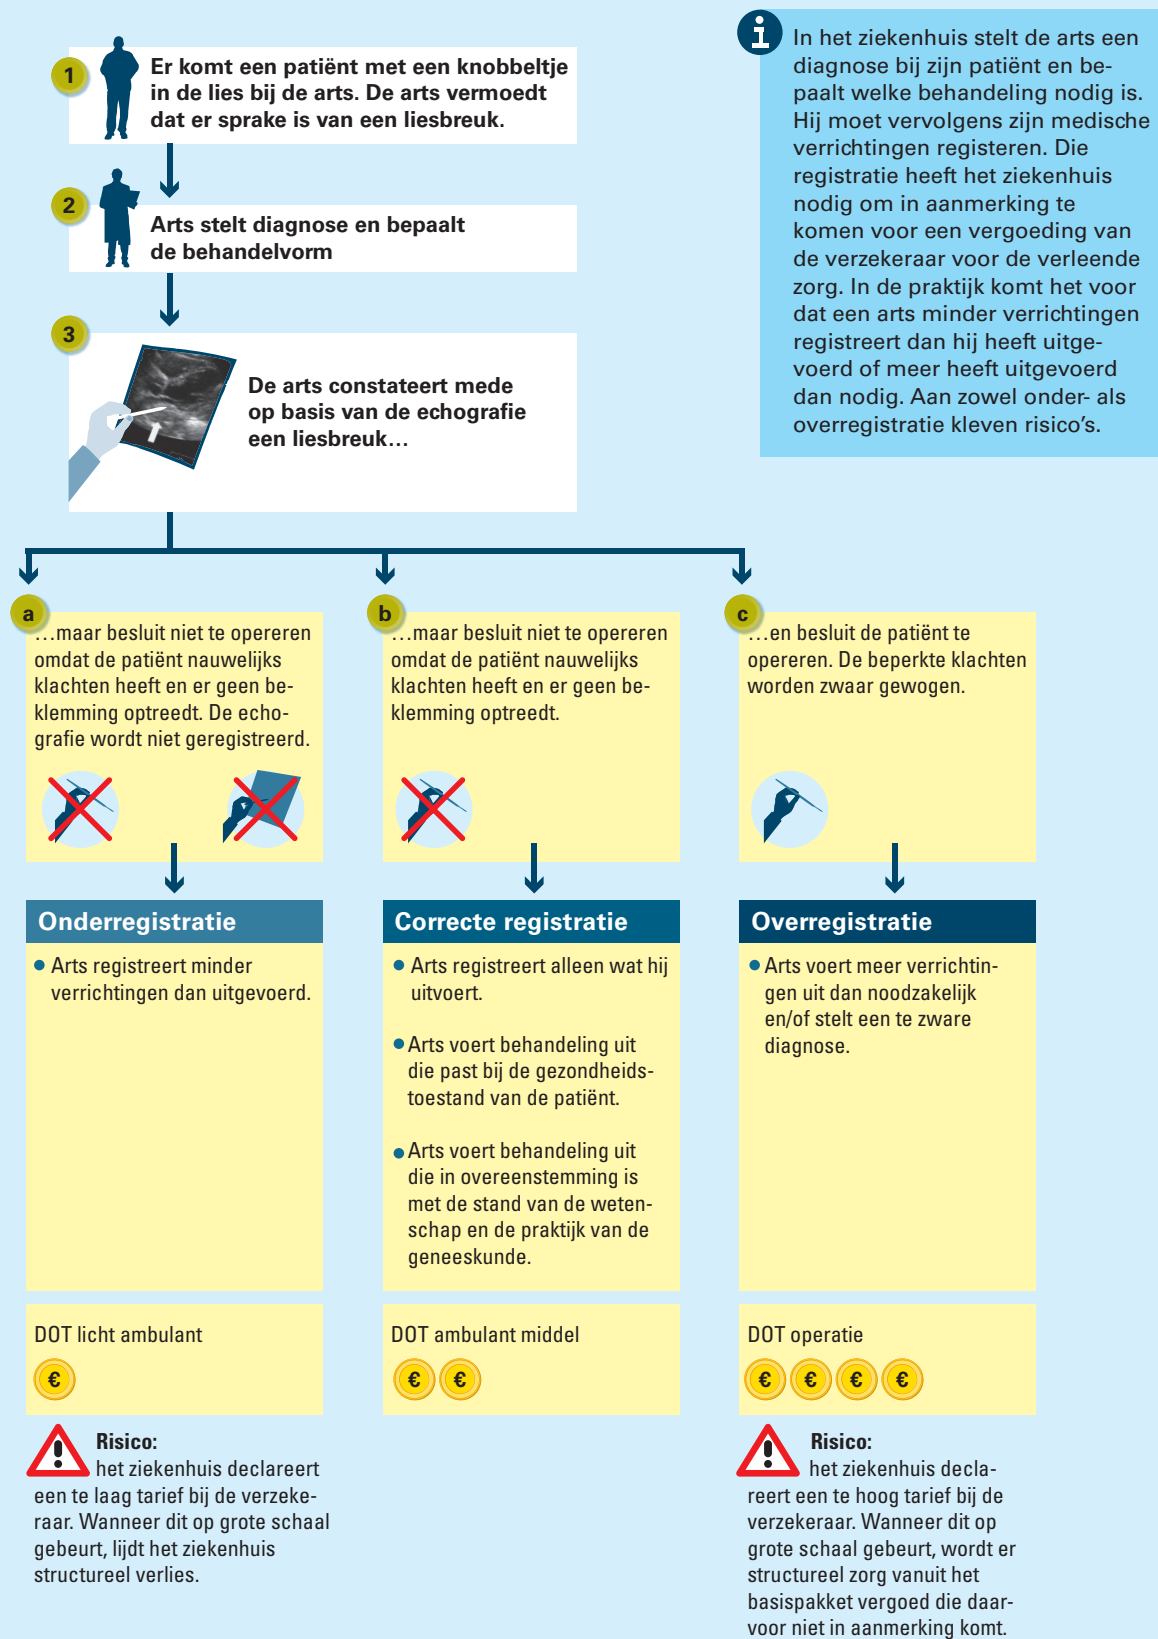 1
Er komt een patiënt met een knobbeltje
in de lies bij de arts. De arts vermoedt
dat er sprake is van een liesbreuk.
2
Arts stelt diagnose en bepaalt
de behandelvorm
3
De arts constateert mede
op basis van de echografie
een liesbreuk…
i
In het ziekenhuis stelt de arts een
diagnose bij zijn patiënt en be-
paalt welke behandeling nodig is.
Hij moet vervolgens zijn medische
verrichtingen registeren. Die
registratie heeft het ziekenhuis
nodig om in aanmerking te
komen voor een vergoeding van
de verzekeraar voor de verleende
zorg. In de praktijk komt het voor
dat een arts minder verrichtingen
registreert dan hij heeft uitge-
voerd of meer heeft uitgevoerd
dan nodig. Aan zowel onder- als
overregistratie kleven risico's.
a
…maar besluit niet te opereren
omdat de patiënt nauwelijks
klachten heeft en er geen be-
klemming optreedt. De echo-
grafie wordt niet geregistreerd.
Onderregistratie
Arts registreert minder
verrichtingen dan uitgevoerd.
DOT licht ambulant
€
Risico:
het ziekenhuis declareert
een te laag tarief bij de verzeke-
raar. Wanneer dit op grote schaal
gebeurt, lijdt het ziekenhuis
structureel verlies.
b
…maar besluit niet te opereren
omdat de patiënt nauwelijks
klachten heeft en er geen be-
klemming optreedt.
Correcte registratie
Arts registreert alleen wat hij
uitvoert.
Arts voert behandeling uit
die past bij de gezondheids-
toestand van de patiënt.
Arts voert behandeling uit
die in overeenstemming is
met de stand van de weten-
schap en de praktijk van de
geneeskunde.
DOT ambulant middel
€ €
c
…en besluit de patiënt te
opereren. De beperkte klachten
worden zwaar gewogen.
Overregistratie
Arts voert meer verrichtin-
gen uit dan noodzakelijk
en/of stelt een te zware
diagnose.
DOT operatie
€ € € €
Risico:
het ziekenhuis decla-
reert een te hoog tarief bij de
verzekeraar. Wanneer dit op
grote schaal gebeurt, wordt er
structureel zorg vanuit het
basispakket vergoed die daar-
voor niet in aanmerking komt.